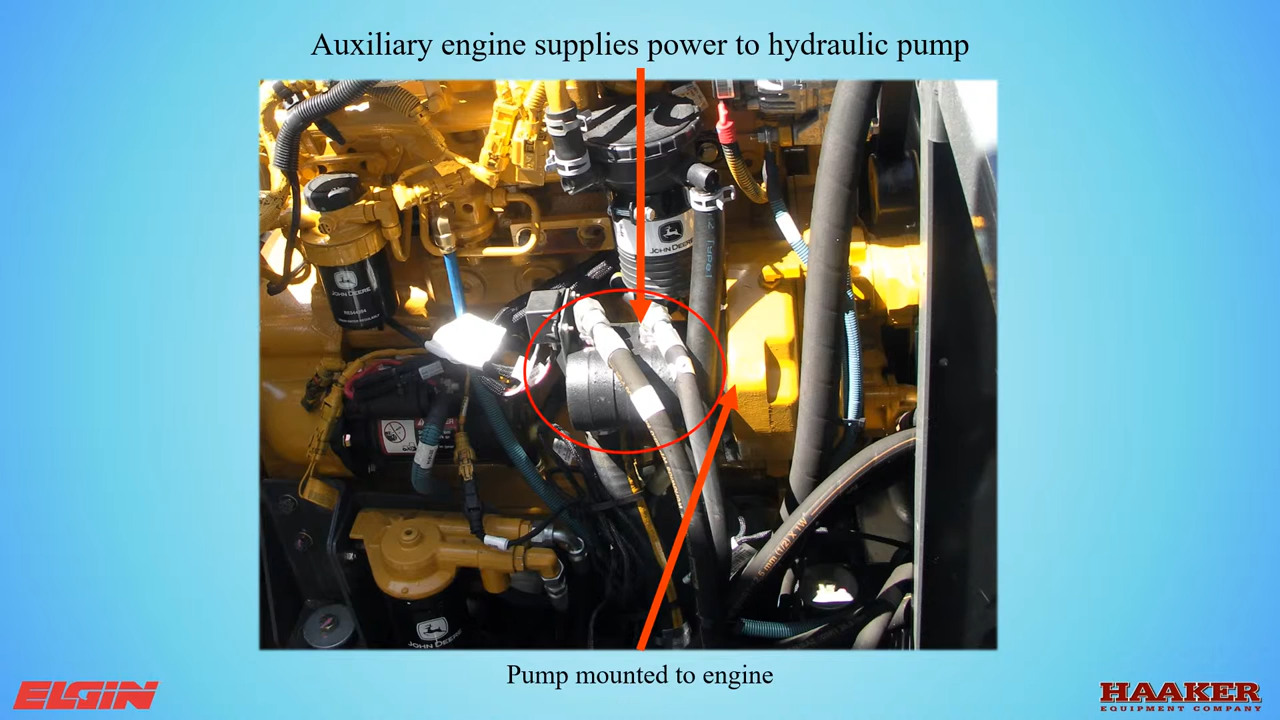 Auxiliary engine supplies power to hydraulic pump
JOHN DEERE
JOHN DEERE
JOHN DEERE
Pump mounted to engine
ELGIN
HAAKER
EQUIPMENT COMPANY